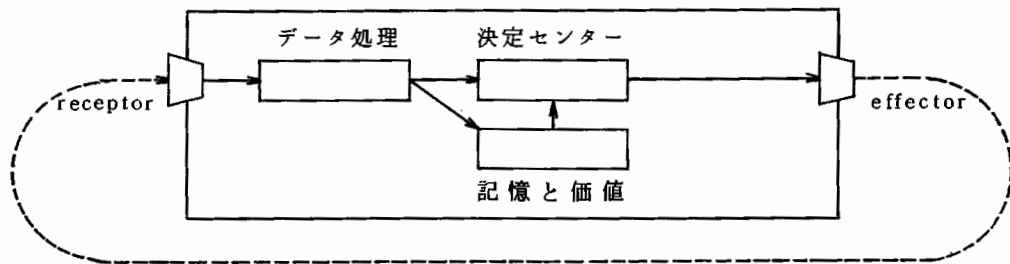 データ処理
決定センター
receptor
effector
記憶と価値